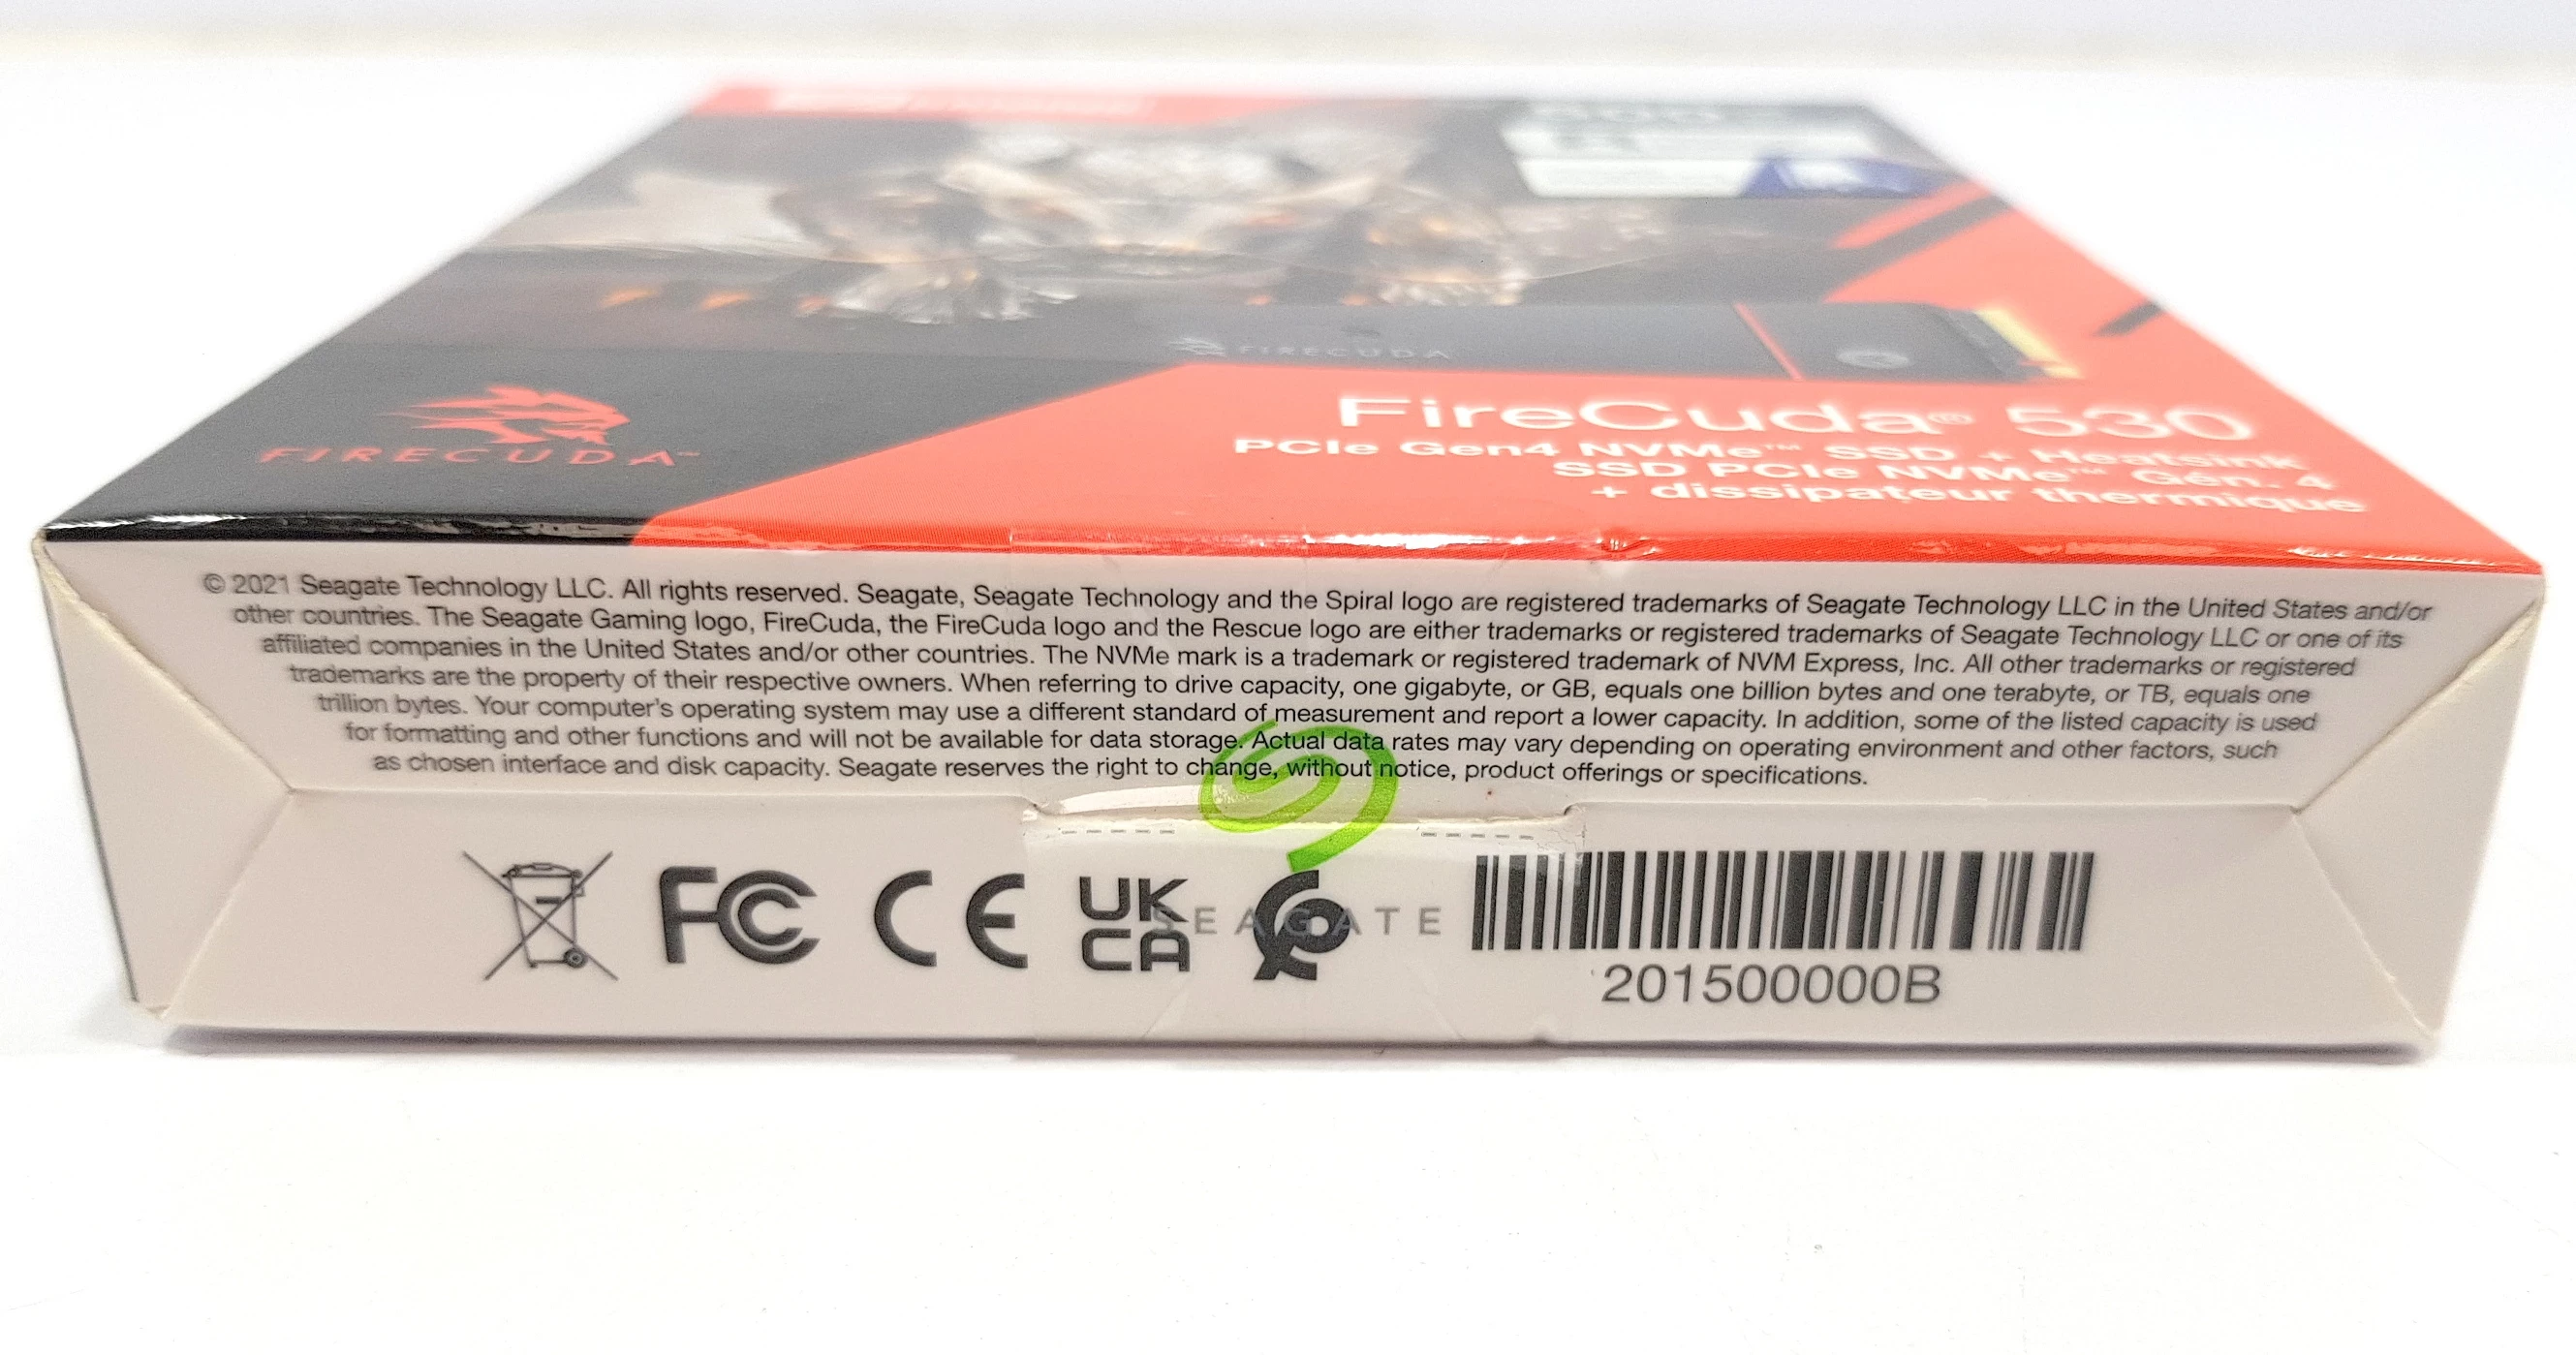 FIRECUDA
FIRECUDA™
FireCuda® 530
PCIe Gen4 NVMe™ SSD + Heatsink
SSD PCIe NVMe™ Gén. 4
+ dissipateur thermique
© 2021 Seagate Technology LLC. All rights reserved. Seagate, Seagate Technology and the Spiral logo are registered trademarks of Seagate Technology LLC in the United States and/or
other countries. The Seagate Gaming logo, FireCuda, the FireCuda logo and the Rescue logo are either trademarks or registered trademarks of Seagate Technology LLC or one of its
affiliated companies in the United States and/or other countries. The NVMe mark is a trademark or registered trademark of NVM Express, Inc. All other trademarks or registered
trademarks are the property of their respective owners. When referring to drive capacity, one gigabyte, or GB, equals one billion bytes and one terabyte, or TB, equals one
trillion bytes. Your computer's operating system may use a different standard of measurement and report a lower capacity. In addition, some of the listed capacity is used
for formatting and other functions and will not be available for data storage. Actual data rates may vary depending on operating environment and other factors, such
as chosen interface and disk capacity. Seagate reserves the right to change, without notice, product offerings or specifications.
FC CE UK
CA
SEAGATE
201500000B